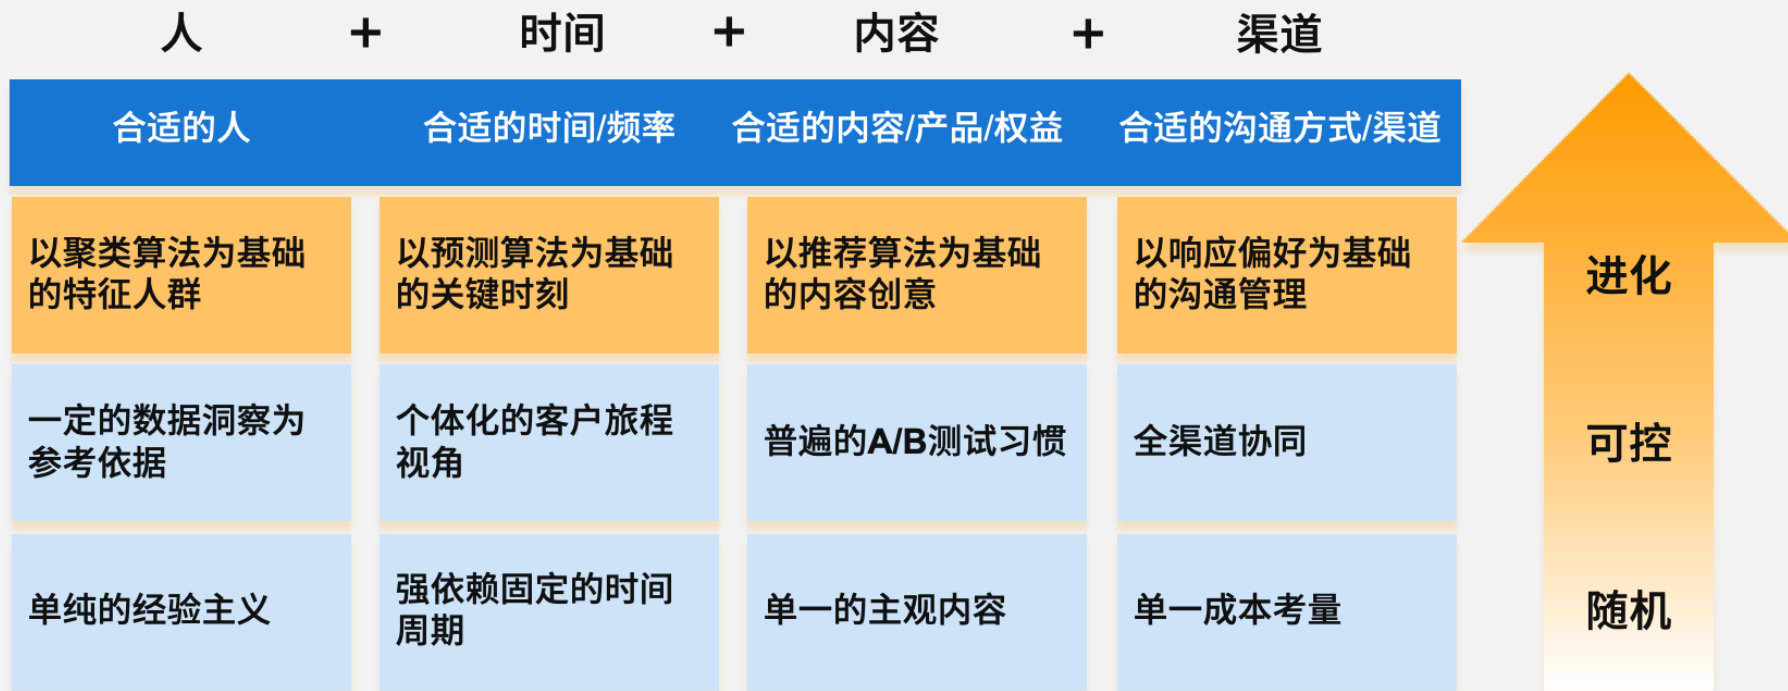 人 + 时间 + 内容 + 渠道
合适的人 合适的时间/频率 合适的内容/产品/权益 合适的沟通方式/渠道
以聚类算法为基础
的特征人群
以预测算法为基础
的关键时刻
以推荐算法为基础
的内容创意
以响应偏好为基础
的沟通管理
进化
一定的数据洞察为
参考依据
个体化的客户旅程
视角
普遍的A/B测试习惯
全渠道协同
可控
单纯的经验主义
强依赖固定的时间
周期
单一的主观内容
单一成本考量
随机